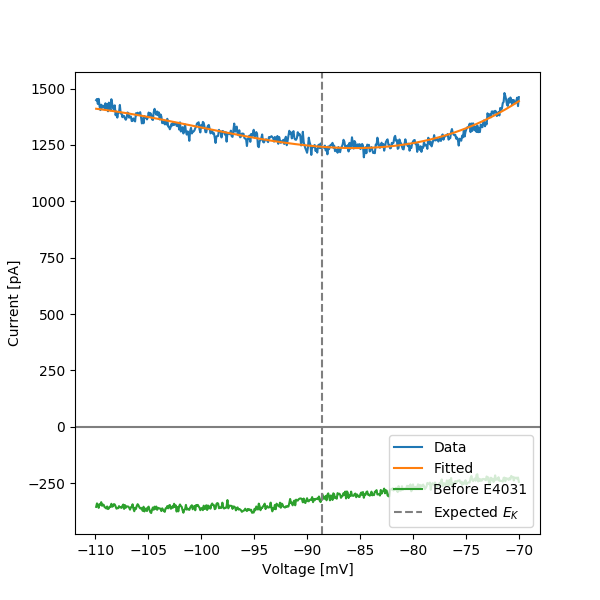 1500
1250
1000
750
500
250
0
−250
Current [pA]
Data
Fitted
Before E4031
Expected $E_K$
−110 −105 −100 −95 −90 −85 −80 −75 −70
Voltage [mV]